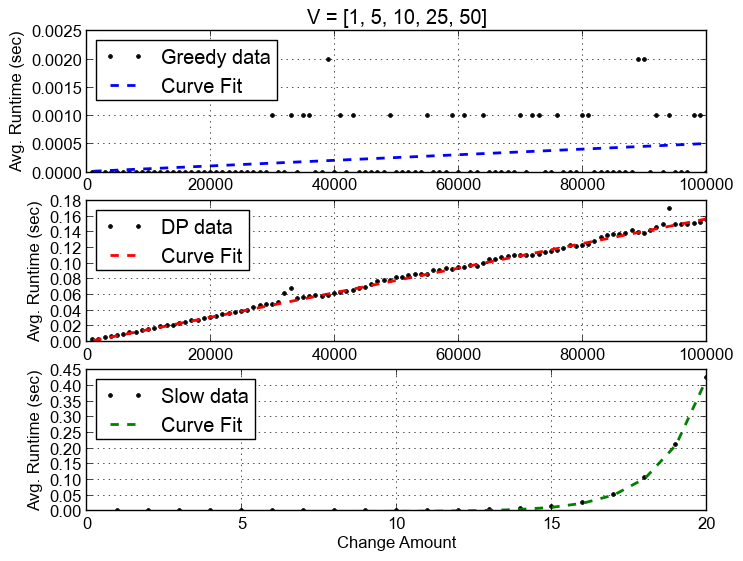 V = [1, 5, 10, 25, 50]
0.0025
0.0020
0.0015
0.0010
0.0005
0.0000
Avg. Runtime (sec)
Greedy data
Curve Fit
0 20000 40000 60000 80000 100000
0.18
0.16
0.14
0.12
0.10
0.08
0.06
0.04
0.02
0.00
Avg. Runtime (sec)
DP data
Curve Fit
0 20000 40000 60000 80000 100000
0.45
0.40
0.35
0.30
0.25
0.20
0.15
0.10
0.05
0.00
Avg. Runtime (sec)
Slow data
Curve Fit
0 5 10 15 20
Change Amount